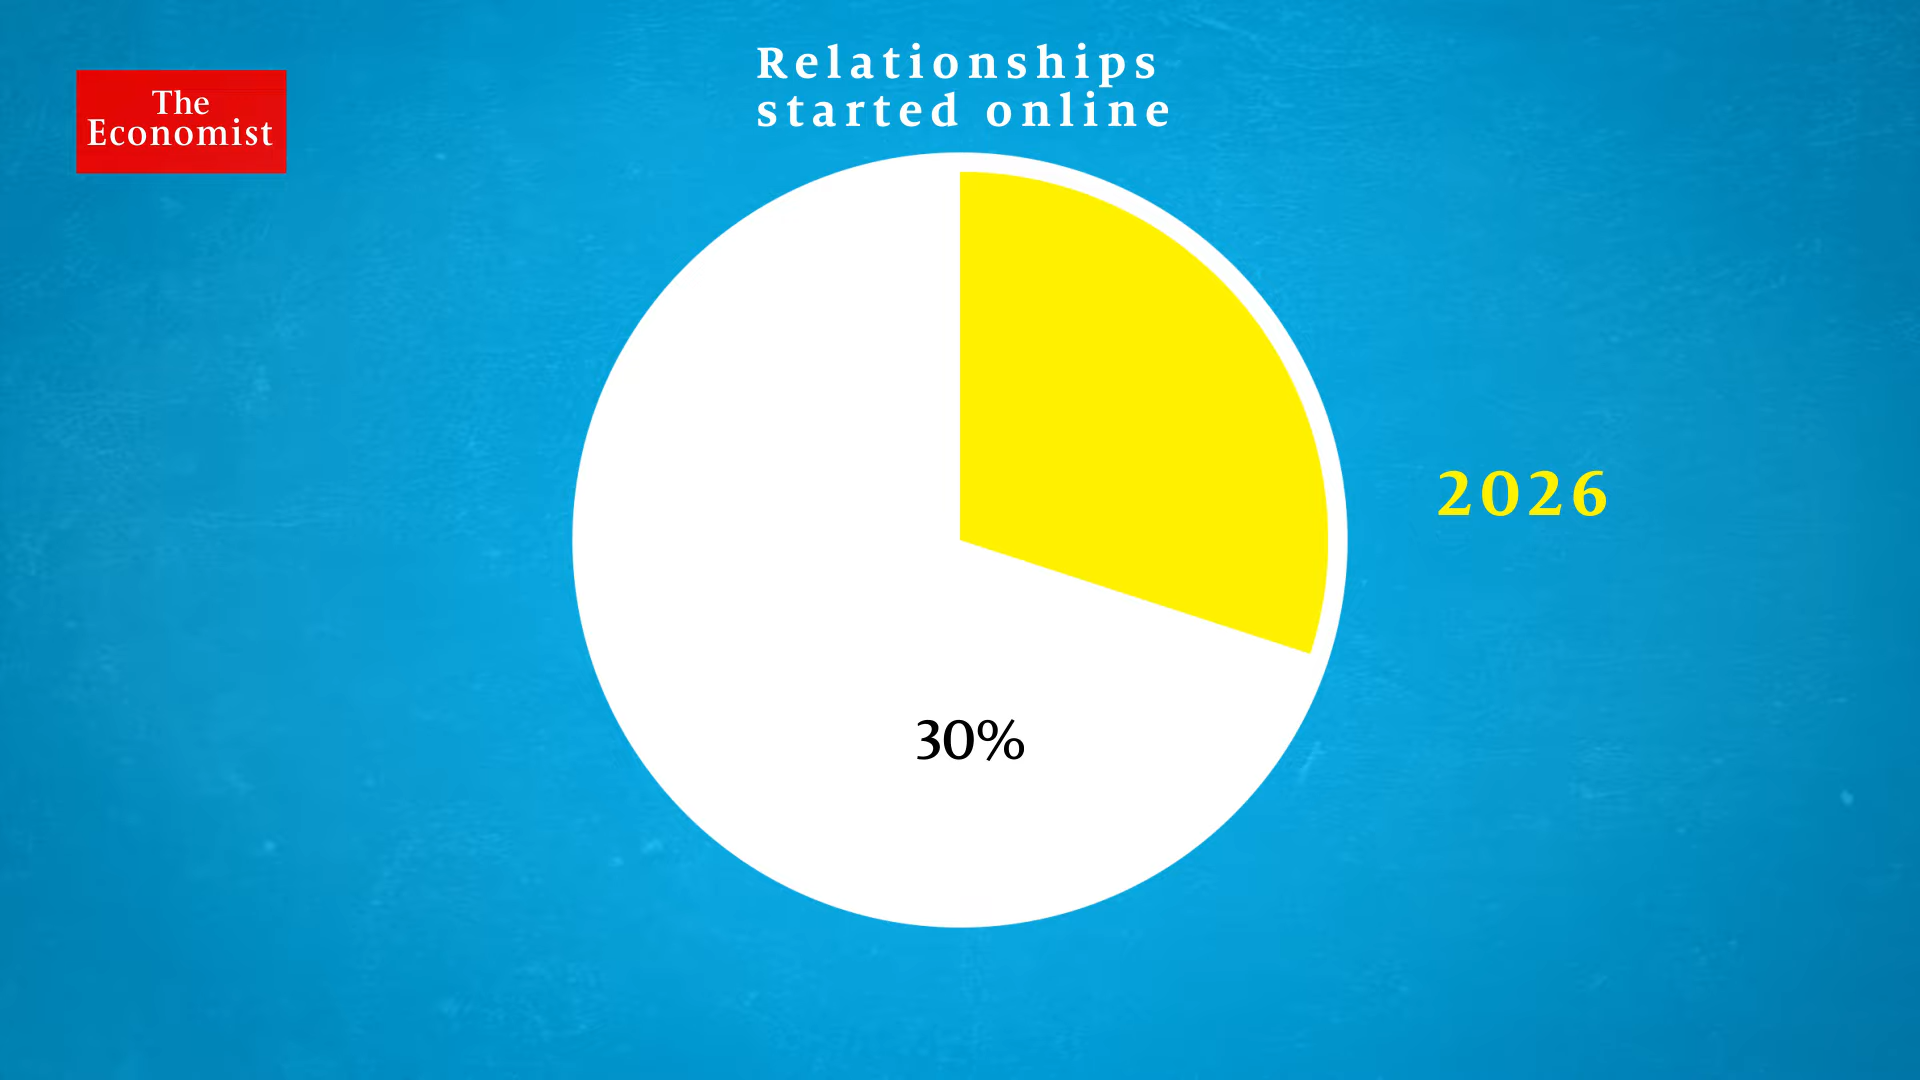 The
Economist
Relationships
started online
2026
30%